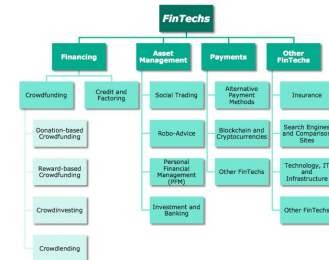 FinTechs
Financing
Asset
Management
Payments
Other
FinTechs
Crowdfunding
Credit and
Factoring
Social Trading
Alternative
Payment
Methods
Insurance
Donation-based
Crowdfunding
Robo-Advice
Blockchain and
Cryptocurrencies
Search Engines
and Comparison
Sites
Reward-based
Crowdfunding
Personal
Financial
Management
(PFM)
Other FinTechs
Technology, IT
and
Infrastructure
Crowdinvesting
Investment and
Banking
Other FinTechs
Crowdlending